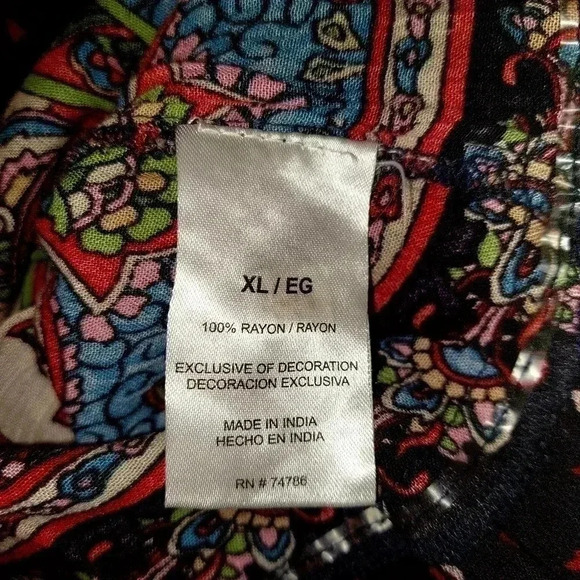 XL / EG
100% RAYON / RAYON
EXCLUSIVE OF DECORATION
DECORACION EXCLUSIVA
MADE IN INDIA
HECHO EN INDIA
RN # 74786